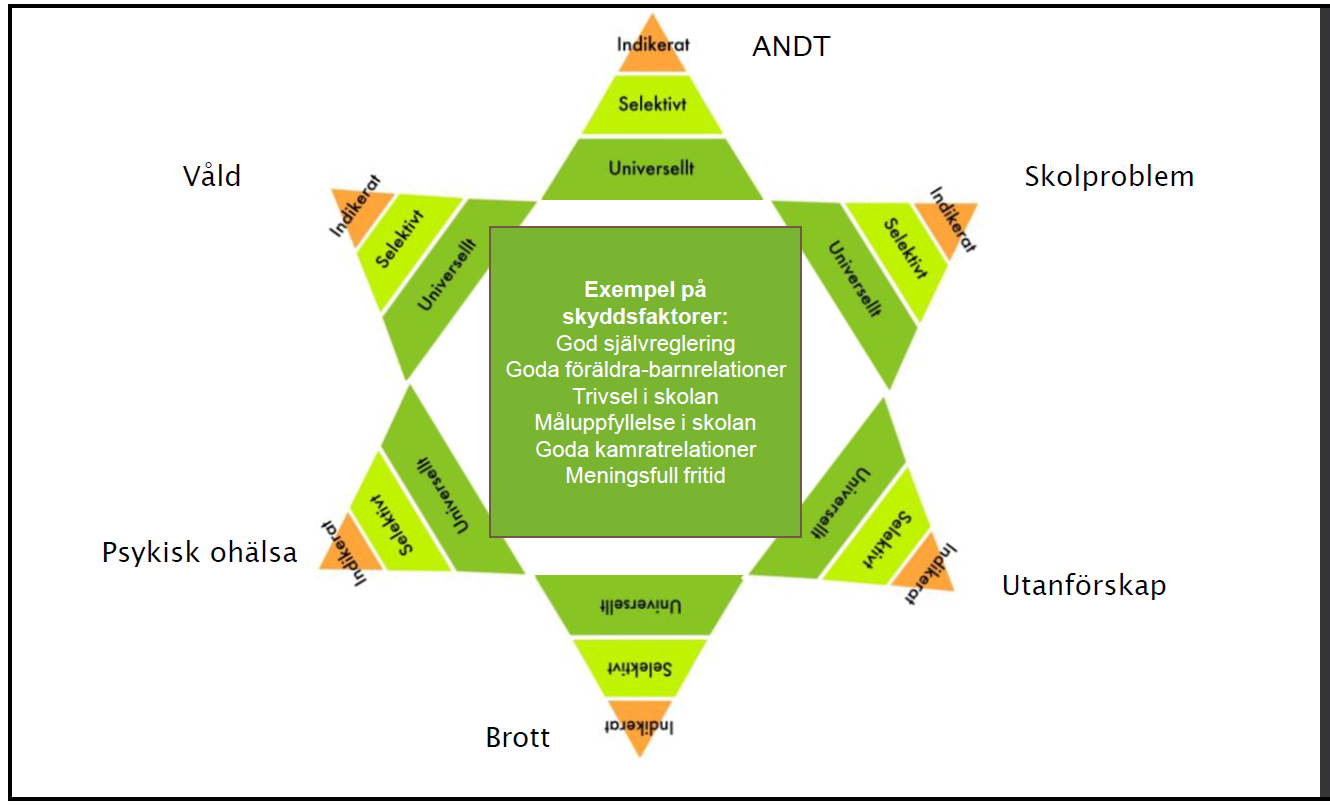 ANDT
Indikerat
Selektivt
Universellt
Våld
Indikerat
Selektivt
Universellt
Skolproblem
Indikerat
Selektivt
Universellt
Exempel på
skyddsfaktorer:
God självreglering
Goda föräldra-barnrelationer
Trivsel i skolan
Måluppfyllelse i skolan
Goda kamratrelationer
Meningsfull fritid
Psykisk ohälsa
Indikerat
Selektivt
Universellt
Utanförskap
Universellt
Selektivt
Indikerat
Brott
Universellt
Selektivt
Indikerat